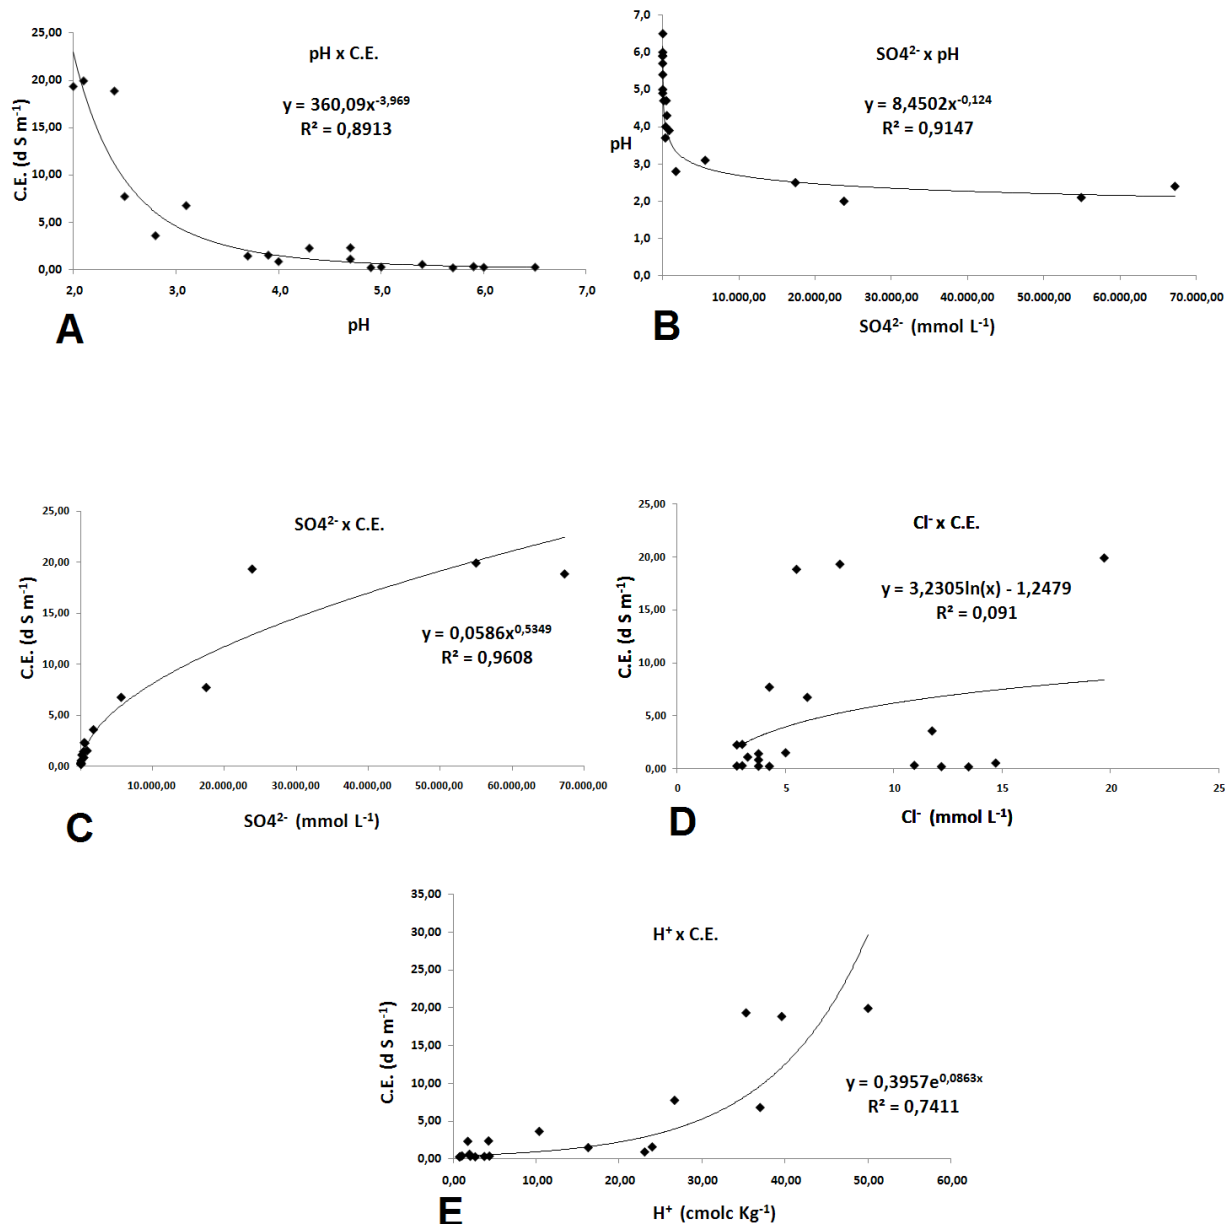 pH x C.E.
y = 360,09x^-3,969
R² = 0,8913
C.E. (d S m⁻¹)
25,00
20,00
15,00
10,00
5,00
0,00
2,0 3,0 4,0 5,0 6,0 7,0
pH
A
SO4²⁻ x pH
y = 8,4502x^-0,124
R² = 0,9147
pH
7,0
6,0
5,0
4,0
3,0
2,0
1,0
0,0
10.000,00 20.000,00 30.000,00 40.000,00 50.000,00 60.000,00 70.000,00
SO4²⁻ (mmol L⁻¹)
B
SO4²⁻ x C.E.
y = 0,0586x^0,5349
R² = 0,9608
C.E. (d S m⁻¹)
25,00
20,00
15,00
10,00
5,00
0,00
10.000,00 20.000,00 30.000,00 40.000,00 50.000,00 60.000,00 70.000,00
SO4²⁻ (mmol L⁻¹)
C
Cl⁻ x C.E.
y = 3,2305ln(x) - 1,2479
R² = 0,091
C.E. (d S m⁻¹)
25,00
20,00
15,00
10,00
5,00
0,00
0 5 10 15 20 25
Cl⁻ (mmol L⁻¹)
D
H⁺ x C.E.
y = 0,3957e^0,0863x
R² = 0,7411
C.E. (d S m⁻¹)
35,00
30,00
25,00
20,00
15,00
10,00
5,00
0,00
0,00 10,00 20,00 30,00 40,00 50,00 60,00
H⁺ (cmolc Kg⁻¹)
E